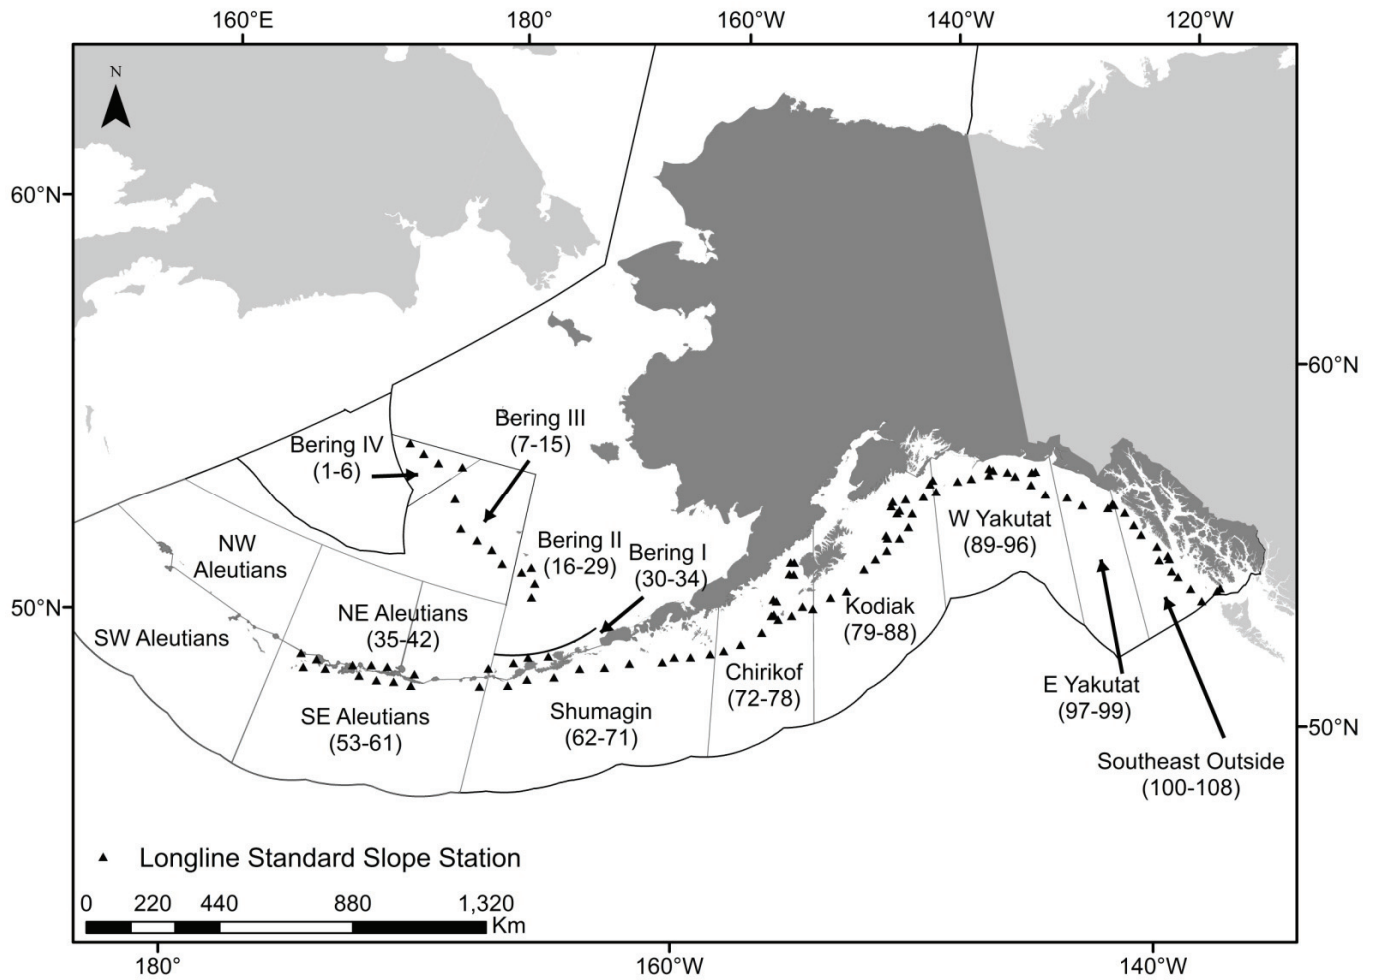 160°E 180° 160°W 140°W 120°W
N
60°N
60°N
Bering III
(7-15)
Bering IV
(1-6)
Bering II
(16-29)
Bering I
(30-34)
NW
Aleutians
W Yakutat
(89-96)
50°N
SW Aleutians
NE Aleutians
(35-42)
Kodiak
(79-88)
Chirikof
(72-78)
E Yakutat
(97-99)
SE Aleutians
(53-61)
Shumagin
(62-71)
50°N
Southeast Outside
(100-108)
Longline Standard Slope Station
0 220 440 880 1,320
Km
180° 160°W 140°W